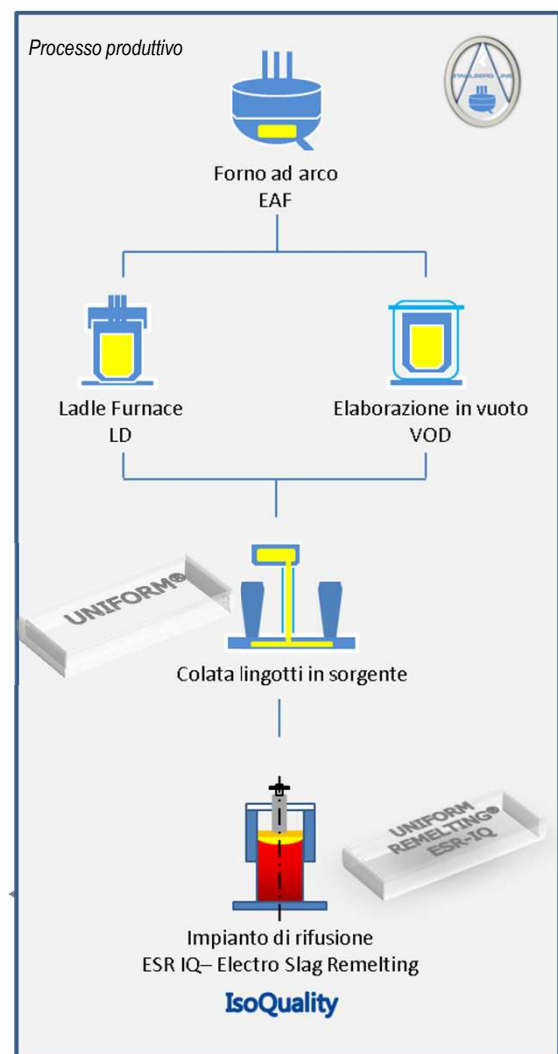 Processo produttivo
Forno ad arco
EAF
Ladle Furnace
LD
Elaborazione in vuoto
VOD
UNIFORM®
Colata lingotti in sorgente
UNIFORM
REMELTING®
ESR-IQ
Impianto di rifusione
ESR IQ– Electro Slag Remelting
IsoQuality